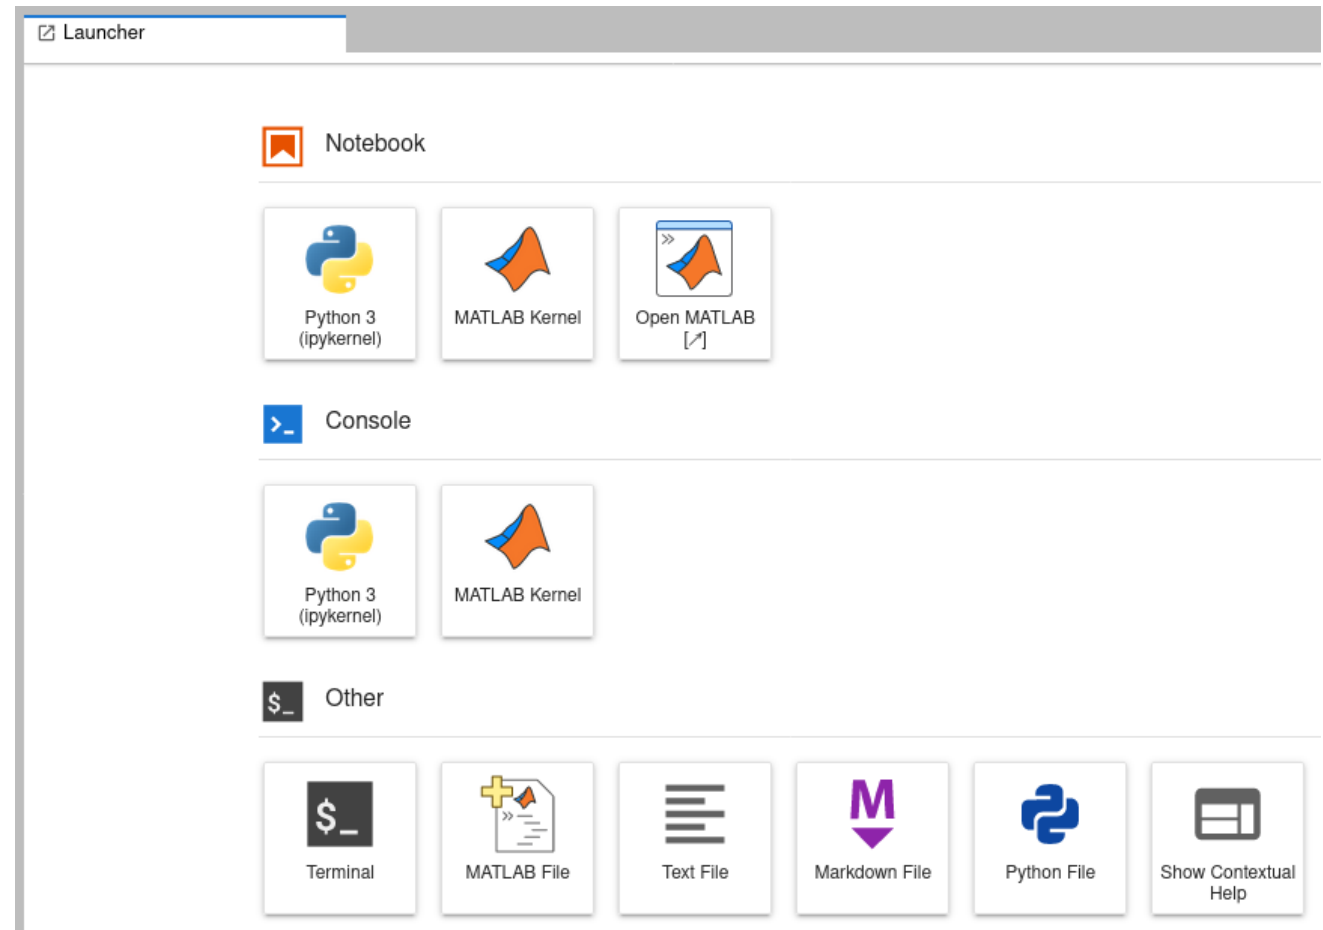 Launcher
Notebook
Python 3
(ipykernel)
MATLAB Kernel
>>
Open MATLAB
[↗]
Console
Python 3
(ipykernel)
MATLAB Kernel
$_ Other
$_
Terminal
>>
MATLAB File
Text File
M
Markdown File
Python File
Show Contextual
Help